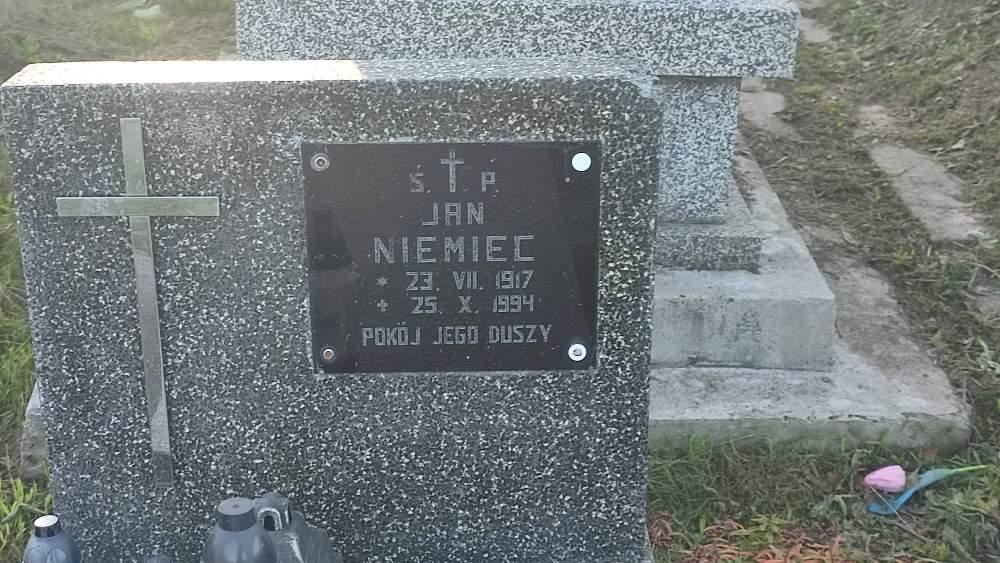 Ś. † P.
JAN
NIEMIEC
* 23. VII. 1917
+ 25. X. 1994
POKÓJ JEGO DUSZY